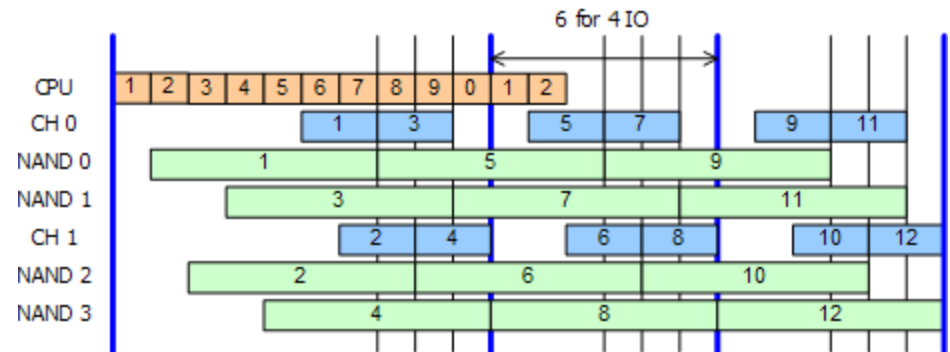 6 for 4 IO
CPU 1 2 3 4 5 6 7 8 9 0 1 2
CH 0 1 3 5 7 9 11
NAND 0 1 5 9
NAND 1 3 7 11
CH 1 2 4 6 8 10 12
NAND 2 2 6 10
NAND 3 4 8 12